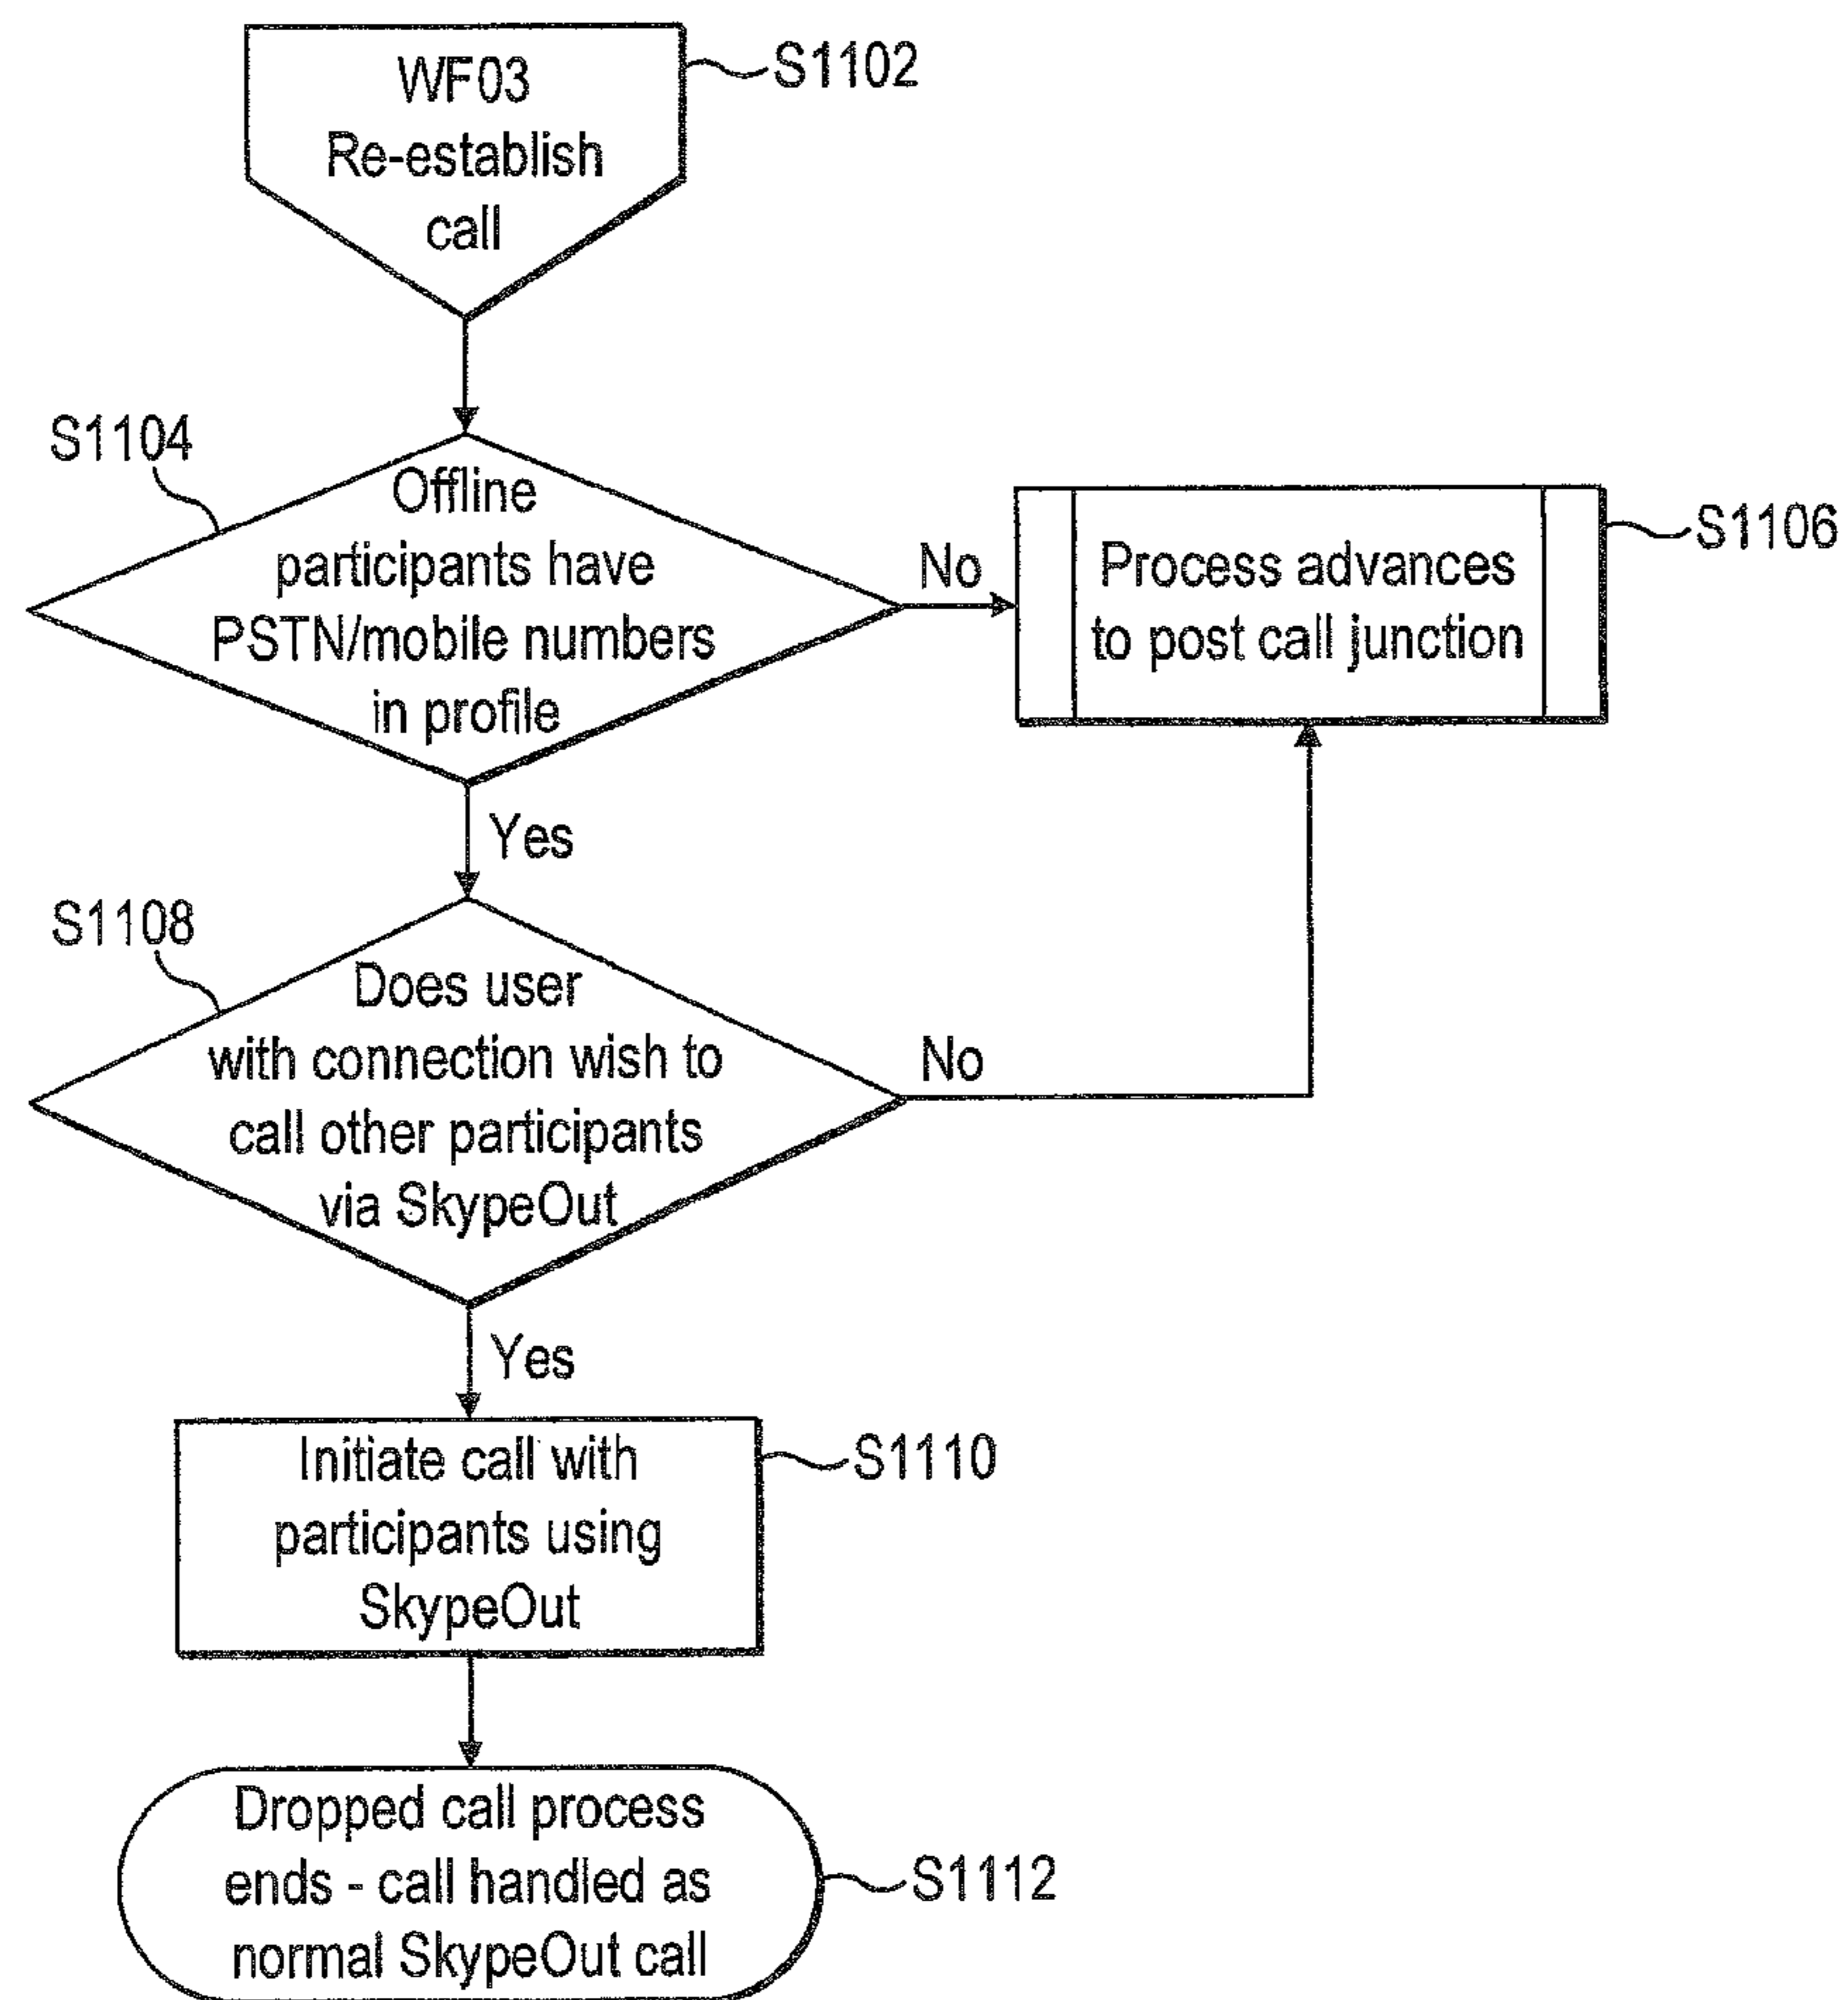 WF03
Re-establish
call
S1102
S1104
Offline
participants have
PSTN/mobile numbers
in profile
No
Process advances
to post call junction
S1106
Yes
S1108
Does user
with connection wish to
call other participants
via SkypeOut
No
Yes
Initiate call with
participants using
SkypeOut
S1110
Dropped call process
ends - call handled as
normal SkypeOut call
S1112